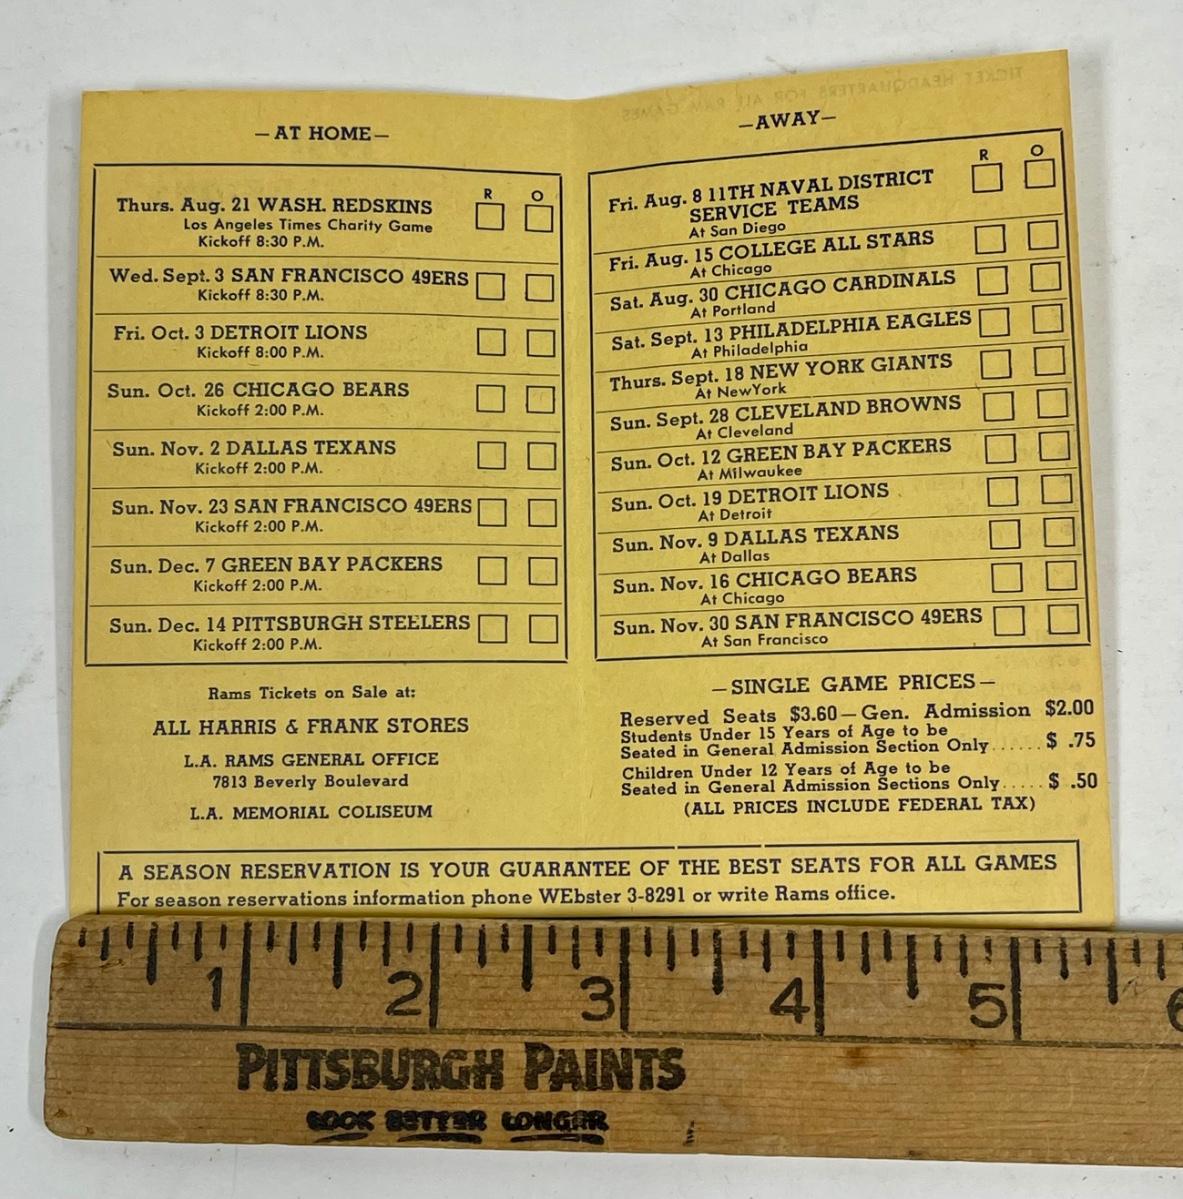 —AT HOME—
R O
Thurs. Aug. 21 WASH. REDSKINS
Los Angeles Times Charity Game
Kickoff 8:30 P.M.
Wed. Sept. 3 SAN FRANCISCO 49ERS
Kickoff 8:30 P.M.
Fri. Oct. 3 DETROIT LIONS
Kickoff 8:00 P.M.
Sun. Oct. 26 CHICAGO BEARS
Kickoff 2:00 P.M.
Sun. Nov. 2 DALLAS TEXANS
Kickoff 2:00 P.M.
Sun. Nov. 23 SAN FRANCISCO 49ERS
Kickoff 2:00 P.M.
Sun. Dec. 7 GREEN BAY PACKERS
Kickoff 2:00 P.M.
Sun. Dec. 14 PITTSBURGH STEELERS
Kickoff 2:00 P.M.
Rams Tickets on Sale at:
ALL HARRIS & FRANK STORES
L.A. RAMS GENERAL OFFICE
7813 Beverly Boulevard
L.A. MEMORIAL COLISEUM
TICKET HEADQUARTERS FOR ALL RAM GAMES
—AWAY—
R O
Fri. Aug. 8 11TH NAVAL DISTRICT
SERVICE TEAMS
At San Diego
Fri. Aug. 15 COLLEGE ALL STARS
At Chicago
Sat. Aug. 30 CHICAGO CARDINALS
At Portland
Sat. Sept. 13 PHILADELPHIA EAGLES
At Philadelphia
Thurs. Sept. 18 NEW YORK GIANTS
At NewYork
Sun. Sept. 28 CLEVELAND BROWNS
At Cleveland
Sun. Oct. 12 GREEN BAY PACKERS
At Milwaukee
Sun. Oct. 19 DETROIT LIONS
At Detroit
Sun. Nov. 9 DALLAS TEXANS
At Dallas
Sun. Nov. 16 CHICAGO BEARS
At Chicago
Sun. Nov. 30 SAN FRANCISCO 49ERS
At San Francisco
—SINGLE GAME PRICES—
Reserved Seats $3.60—Gen. Admission $2.00
Students Under 15 Years of Age to be
Seated in General Admission Section Only...... $ .75
Children Under 12 Years of Age to be
Seated in General Admission Sections Only..... $ .50
(ALL PRICES INCLUDE FEDERAL TAX)
A SEASON RESERVATION IS YOUR GUARANTEE OF THE BEST SEATS FOR ALL GAMES
For season reservations information phone WEbster 3-8291 or write Rams office.
1 2 3 4 5 6
PITTSBURGH PAINTS
LOOK BETTER LONGER